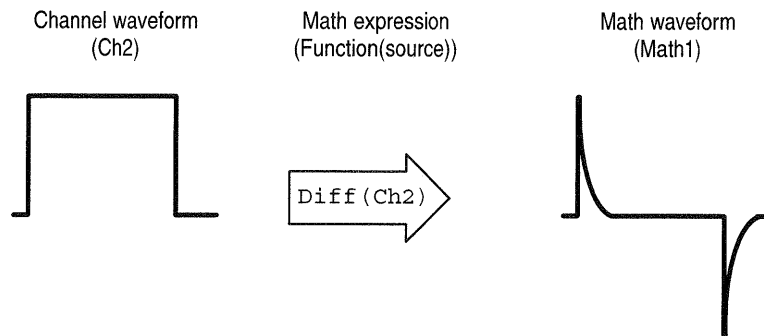 Channel waveform
(Ch2)
Math expression
(Function(source))
Math waveform
(Math1)
Diff(Ch2)